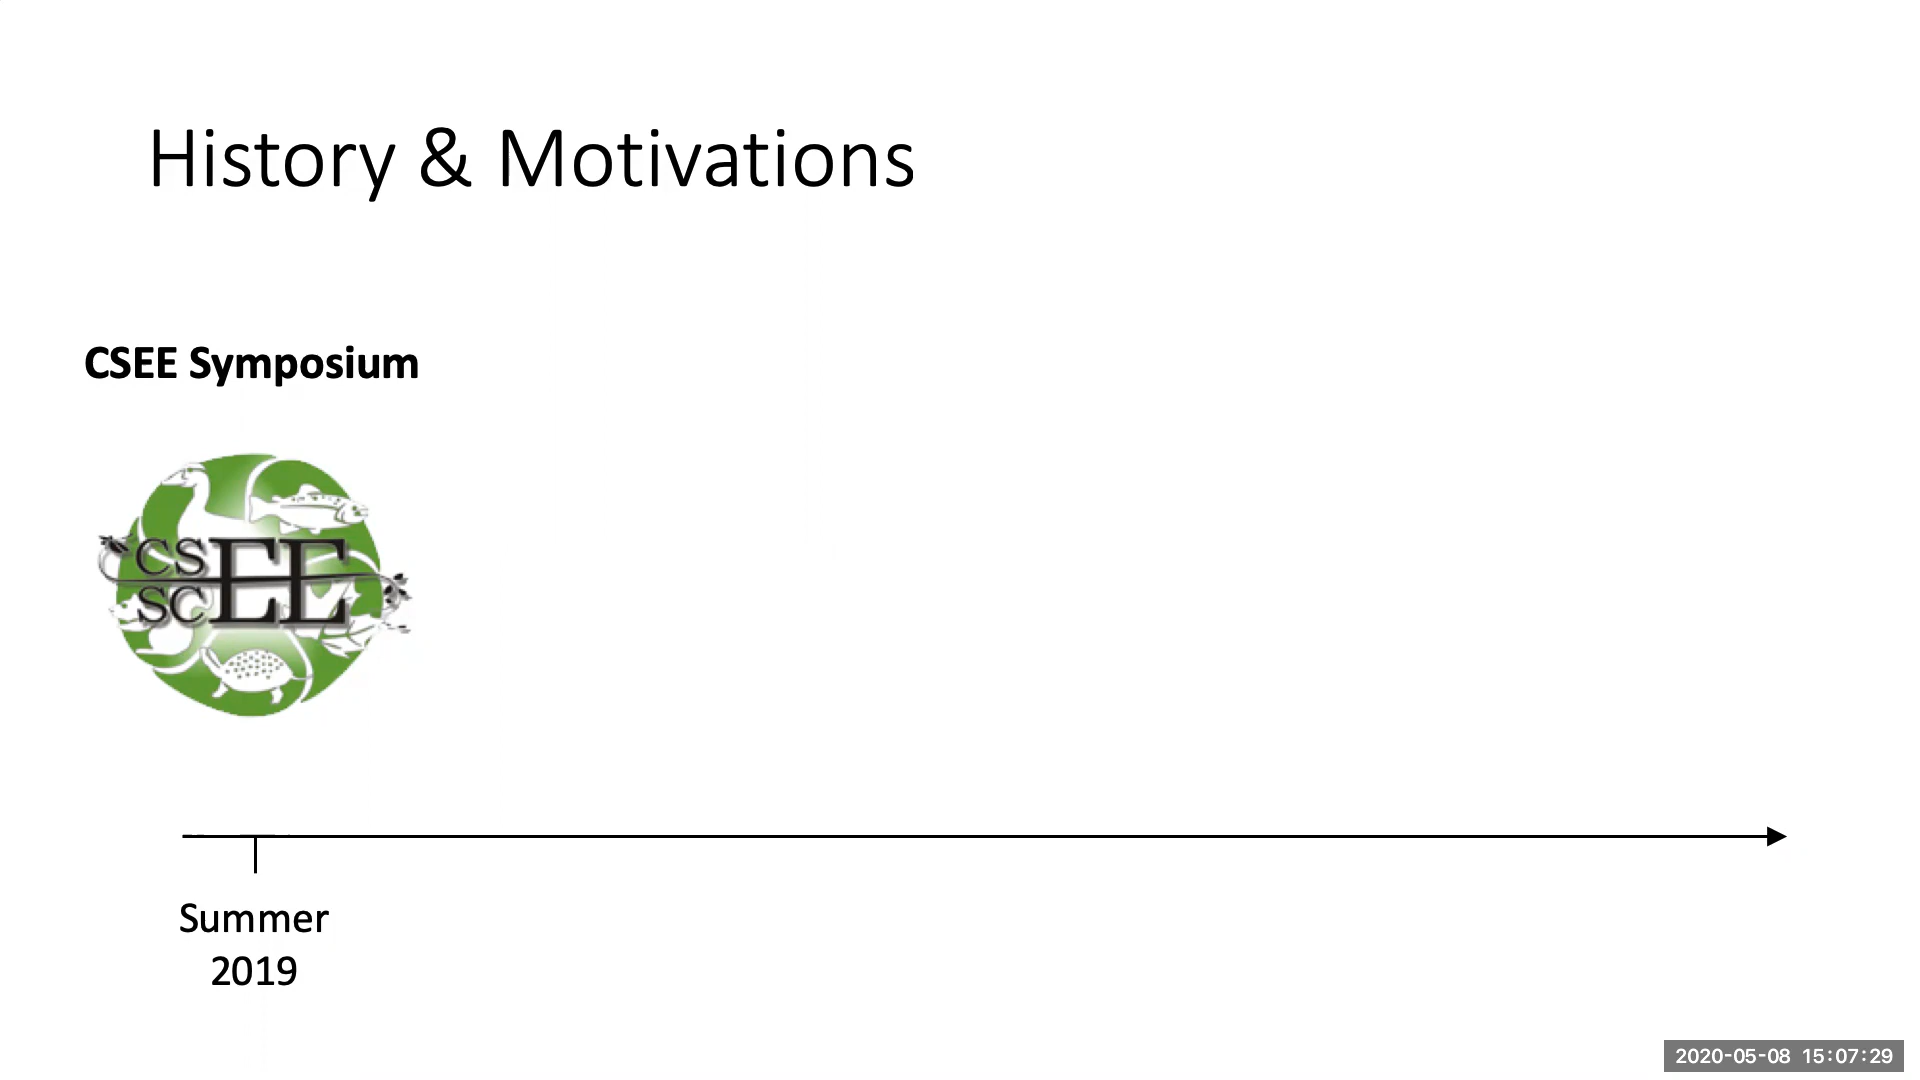 History & Motivations
CSEE Symposium
CS
SC
EE
Summer
2019
2020-05-08 15:07:29